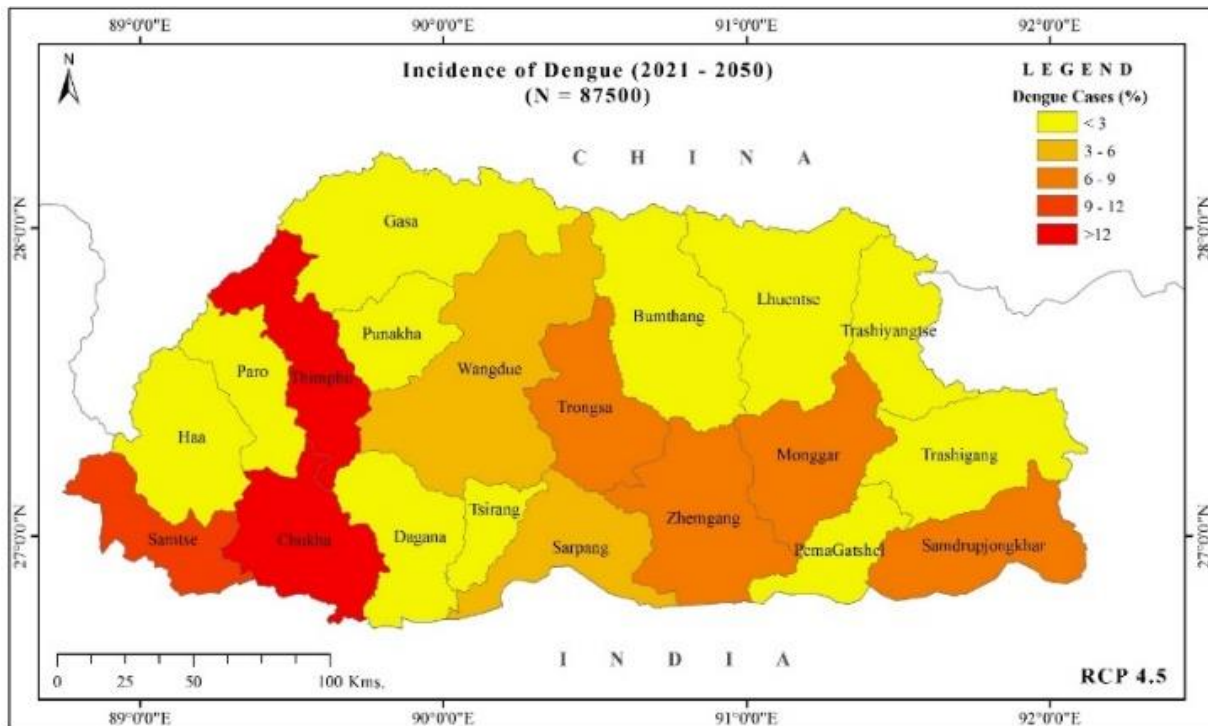 89°0'0"E 90°0'0"E 91°0'0"E 92°0'0"E
N
Incidence of Dengue (2021 - 2050)
(N = 87500)
LEGEND
Dengue Cases (%)
< 3
3 - 6
6 - 9
9 - 12
>12
CHINA
28°0'0"N
28°0'0"N
Gasa
Punakha
Bumthang
Lhuentse
Trashiyangtse
Paro
Thimphu
Wangdue
Trongsa
Haa
Monggar
Trashigang
Tsirang
Zhemgang
Samtse
Chukha
Dagana
Sarpang
PemaGatshel
Samdrupjongkhar
27°0'0"N
27°0'0"N
INDIA
0 25 50 100 Kms.
RCP 4.5
89°0'0"E 90°0'0"E 91°0'0"E 92°0'0"E